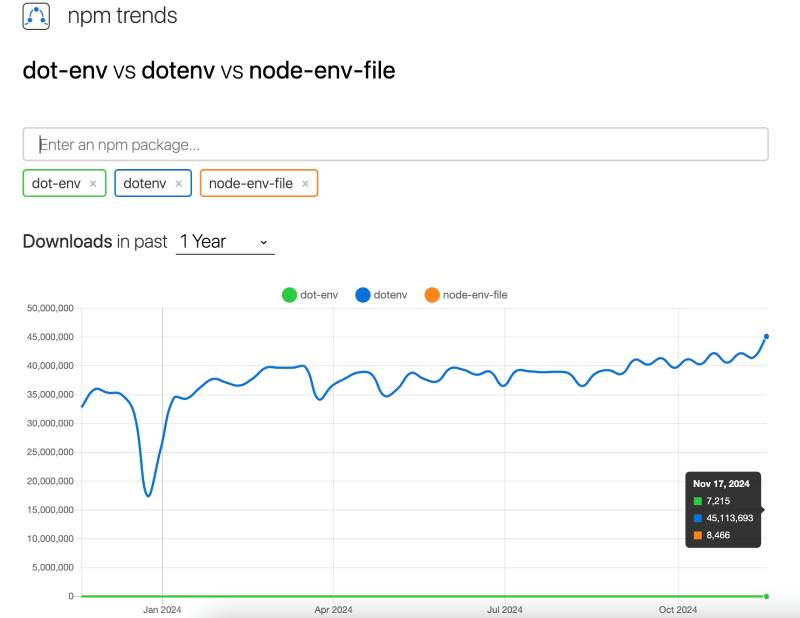 npm trends
dot-env vs dotenv vs node-env-file
Enter an npm package...
dot-env × dotenv × node-env-file ×
Downloads in past 1 Year
dot-env dotenv node-env-file
50,000,000
45,000,000
40,000,000
35,000,000
30,000,000
25,000,000
20,000,000
15,000,000
10,000,000
5,000,000
0
Nov 17, 2024
7,215
45,113,693
8,466
Jan 2024 Apr 2024 Jul 2024 Oct 2024